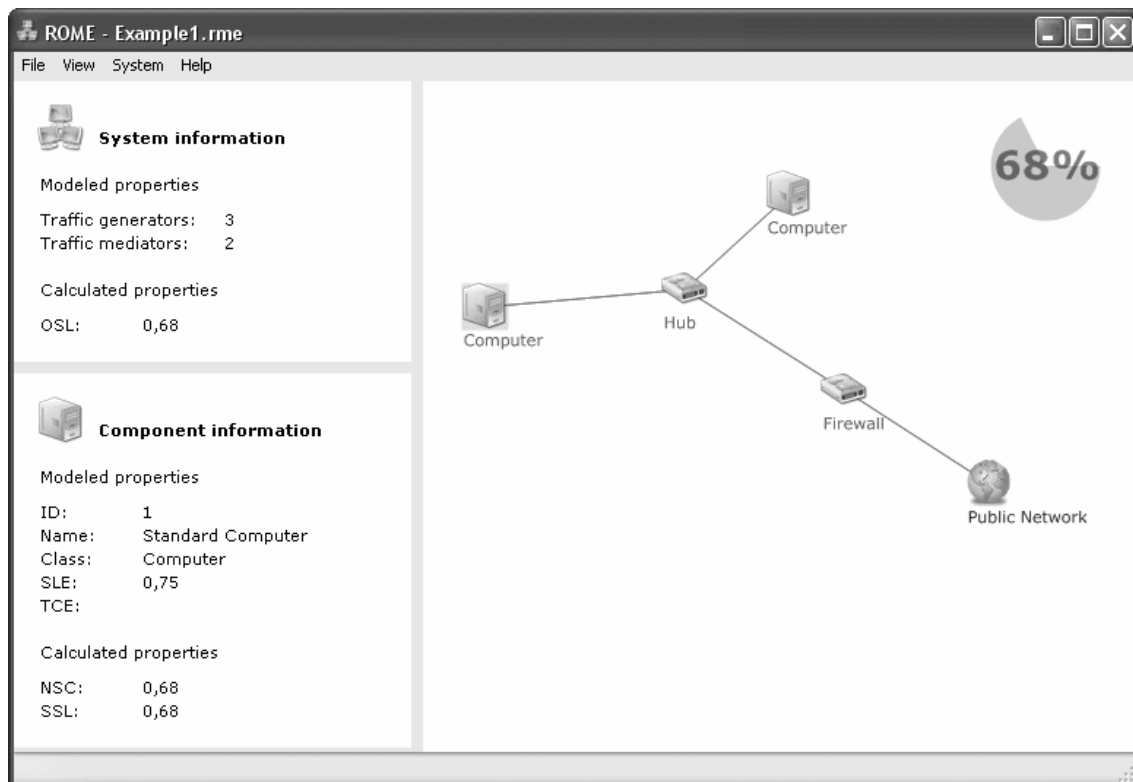 ROME - Example1.rme
File View System Help
System information
Modeled properties
Traffic generators: 3
Traffic mediators: 2
Calculated properties
OSL: 0,68
Component information
Modeled properties
ID: 1
Name: Standard Computer
Class: Computer
SLE: 0,75
TCE:
Calculated properties
NSC: 0,68
SSL: 0,68
68%
Computer
Hub
Computer
Firewall
Public Network